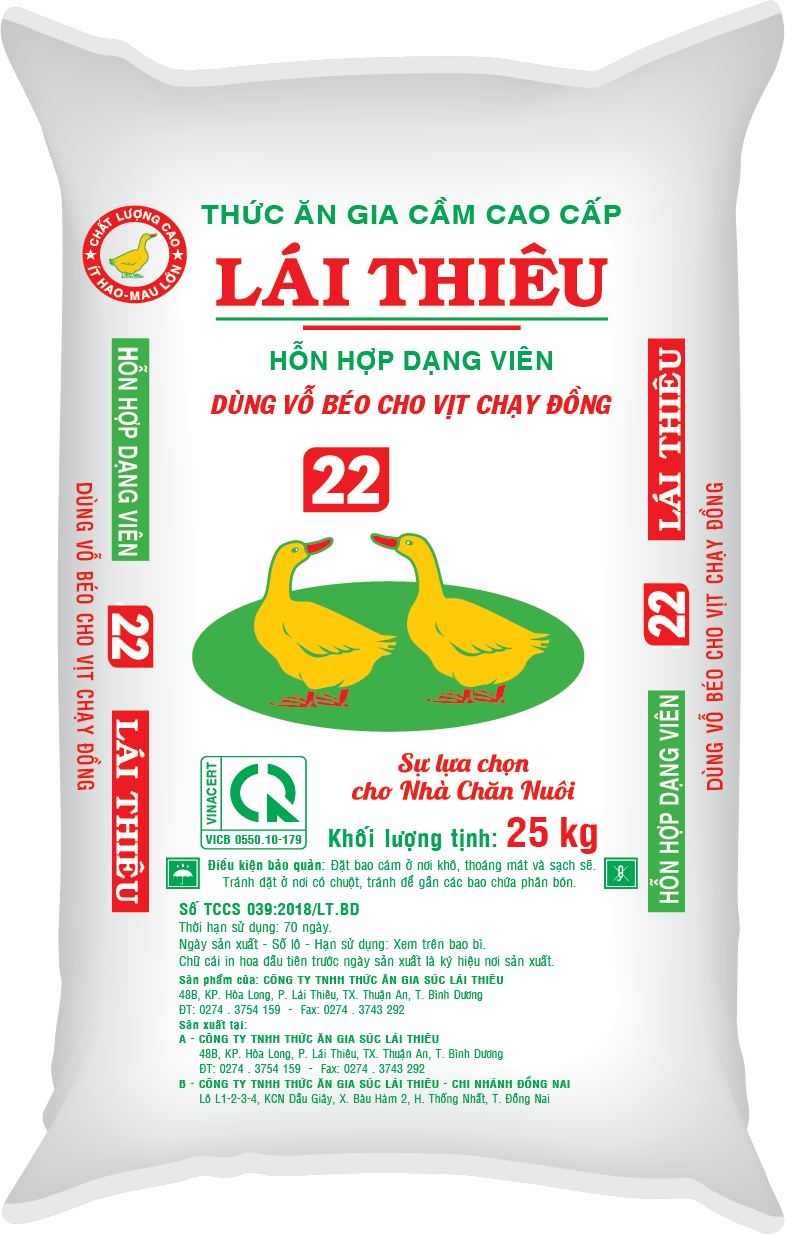 THỨC ĂN GIA CẦM CAO CẤP
CHẤT LƯỢNG CAO
ÍT HAO-MAU LỚN
LÁI THIÊU
HỖN HỢP DẠNG VIÊN
DÙNG VỖ BÉO CHO VỊT CHẠY ĐỒNG
22
HỖN HỢP DẠNG VIÊN
22
LÁI THIÊU
DÙNG VỖ BÉO CHO VỊT CHẠY ĐỒNG
LÁI THIÊU
22
HỖN HỢP DẠNG VIÊN
DÙNG VỖ BÉO CHO VỊT CHẠY ĐỒNG
VINACERT
VICB 0550.10-179
Sự lựa chọn
cho Nhà Chăn Nuôi
Khối lượng tịnh: 25 kg
Điều kiện bảo quản: Đặt bao cám ở nơi khô, thoáng mát và sạch sẽ.
Tránh đặt ở nơi có chuột, tránh để gần các bao chứa phân bón.
Số TCCS 039:2018/LT.BD
Thời hạn sử dụng: 70 ngày.
Ngày sản xuất - Số lô - Hạn sử dụng: Xem trên bao bì.
Chữ cái in hoa đầu tiên trước ngày sản xuất là ký hiệu nơi sản xuất.
Sản phẩm của: CÔNG TY TNHH THỨC ĂN GIA SÚC LÁI THIÊU
48B, KP. Hòa Long, P. Lái Thiêu, TX. Thuận An, T. Bình Dương
ĐT: 0274 . 3754 159 - Fax: 0274 . 3743 292
Sản xuất tại:
A - CÔNG TY TNHH THỨC ĂN GIA SÚC LÁI THIÊU
48B, KP. Hòa Long, P. Lái Thiêu, TX. Thuận An, T. Bình Dương
ĐT: 0274 . 3754 159 - Fax: 0274 . 3743 292
B - CÔNG TY TNHH THỨC ĂN GIA SÚC LÁI THIÊU - CHI NHÁNH ĐỒNG NAI
Lô L1-2-3-4, KCN Dầu Giây, X. Bàu Hàm 2, H. Thống Nhất, T. Đồng Nai